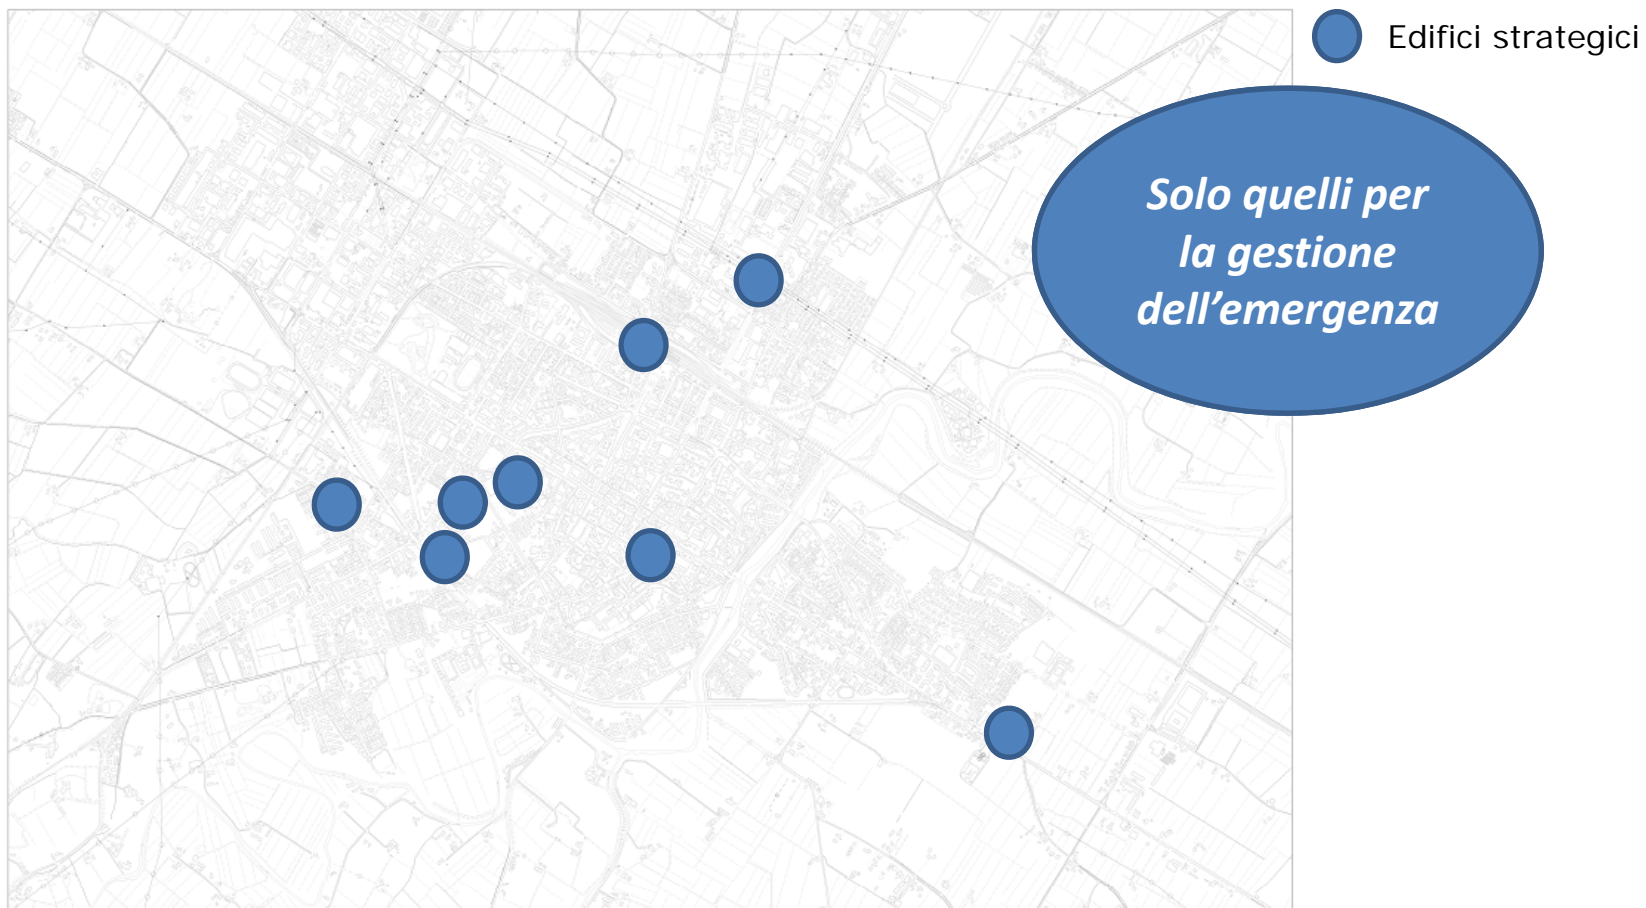 Edifici strategici
Solo quelli per
la gestione
dell’emergenza